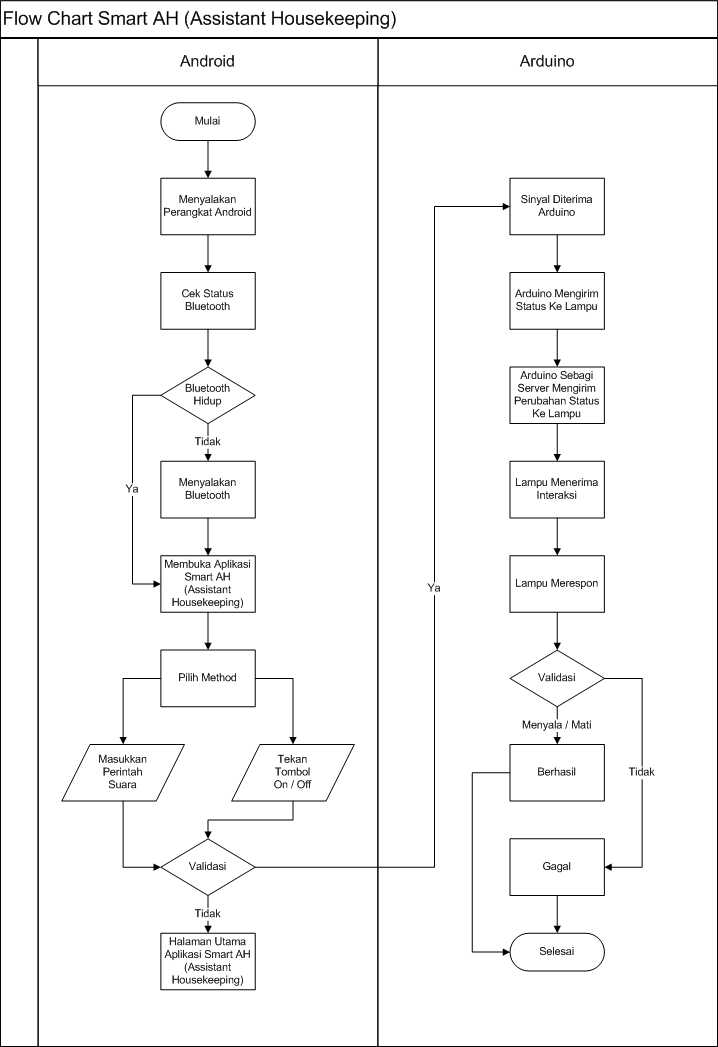 Flow Chart Smart AH (Assistant Housekeeping)
Android
Arduino
Mulai
Menyalakan
Perangkat Android
Cek Status
Bluetooth
Bluetooth
Hidup
Tidak
Ya
Menyalakan
Bluetooth
Membuka Aplikasi
Smart AH
(Assistant
Housekeeping)
Pilih Method
Masukkan
Perintah
Suara
Tekan
Tombol
On / Off
Validasi
Tidak
Halaman Utama
Aplikasi Smart AH
(Assistant
Housekeeping)
Ya
Sinyal Diterima
Arduino
Arduino Mengirim
Status Ke Lampu
Arduino Sebagi
Server Mengirim
Perubahan Status
Ke Lampu
Lampu Menerima
Interaksi
Lampu Merespon
Validasi
Menyala / Mati
Tidak
Berhasil
Gagal
Selesai